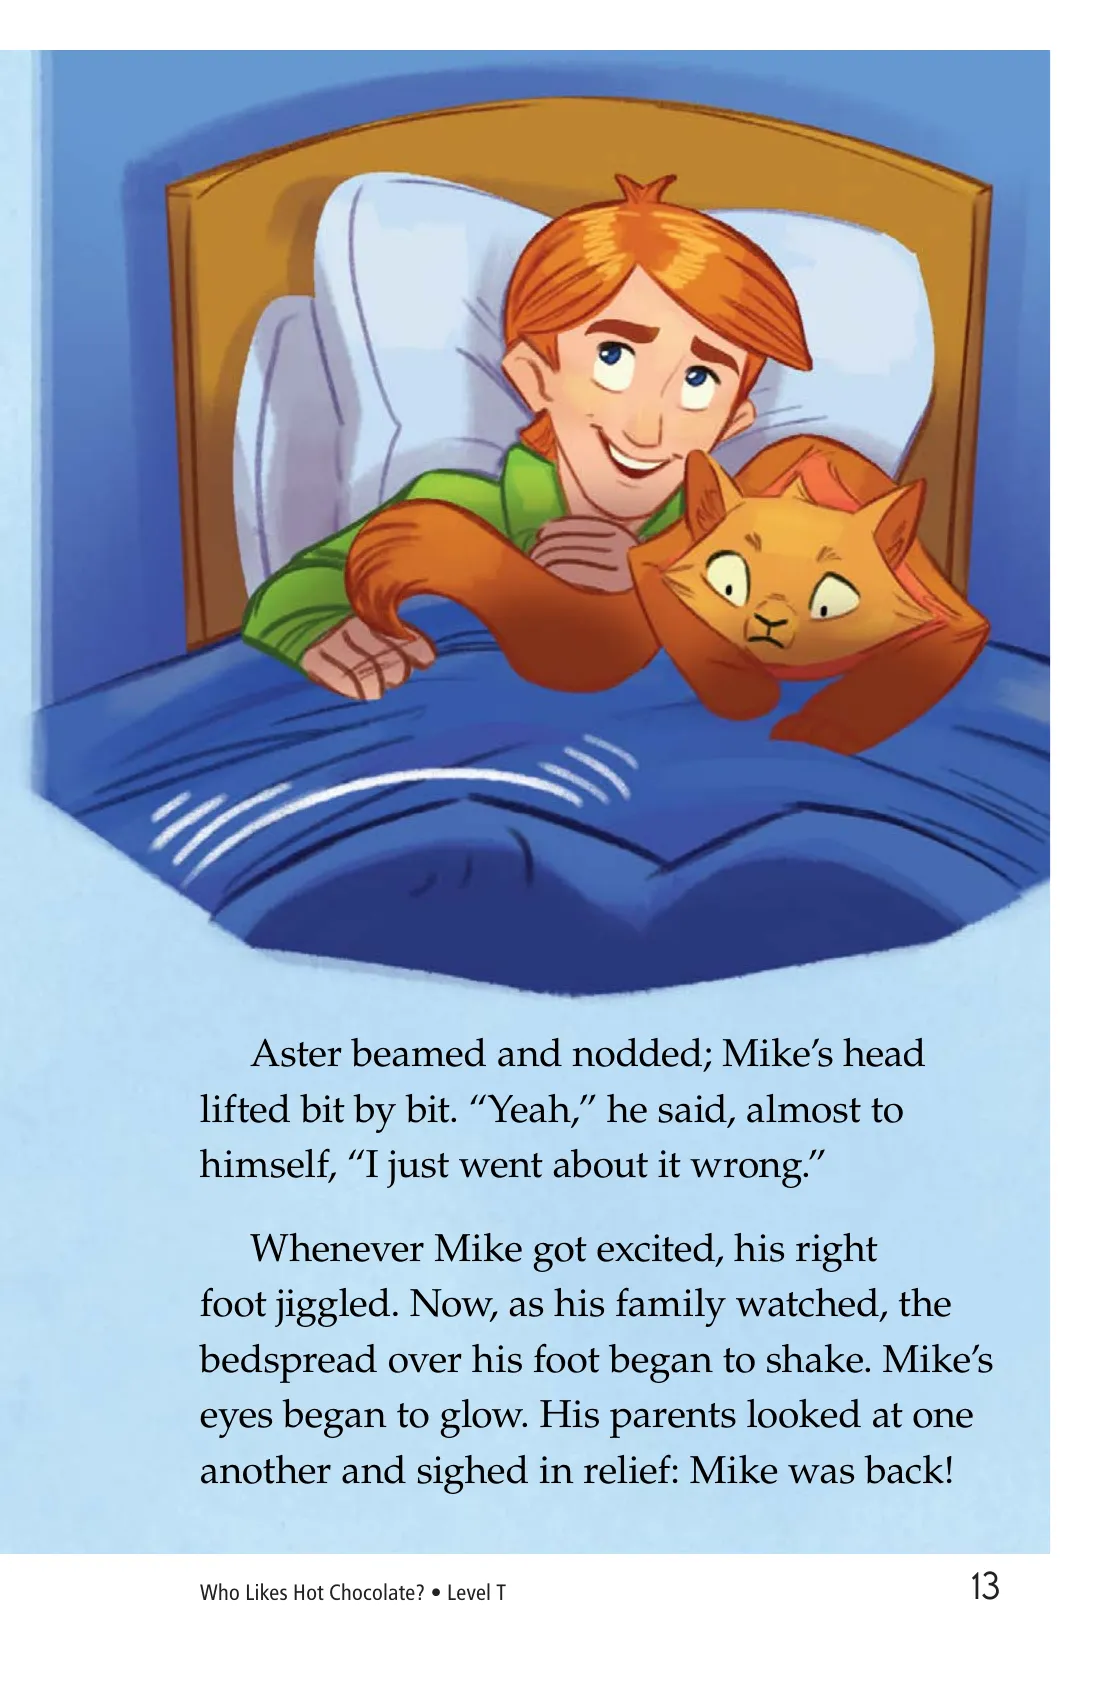 Aster beamed and nodded; Mike’s head
lifted bit by bit. “Yeah,” he said, almost to
himself, “I just went about it wrong.”
Whenever Mike got excited, his right
foot jiggled. Now, as his family watched, the
bedspread over his foot began to shake. Mike’s
eyes began to glow. His parents looked at one
another and sighed in relief: Mike was back!
Who Likes Hot Chocolate? • Level T
13